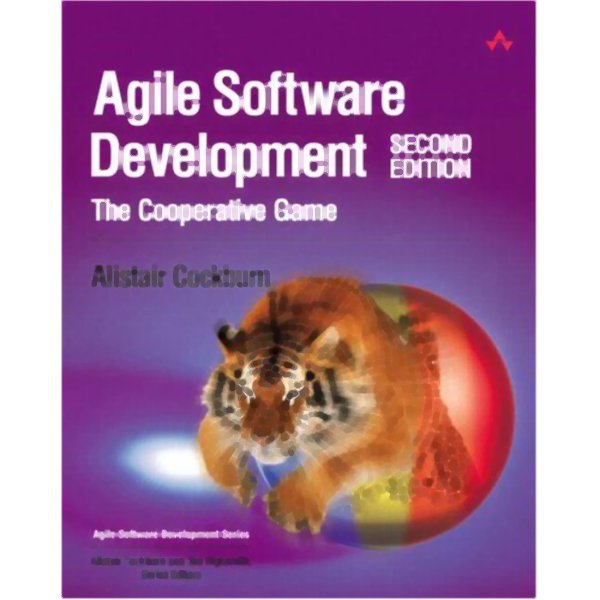 Agile Software
Development
SECOND
EDITION
The Cooperative Game
Alistair Cockburn
Agile Software Development Series
Alistair Cockburn and Jim Highsmith,
Series Editors